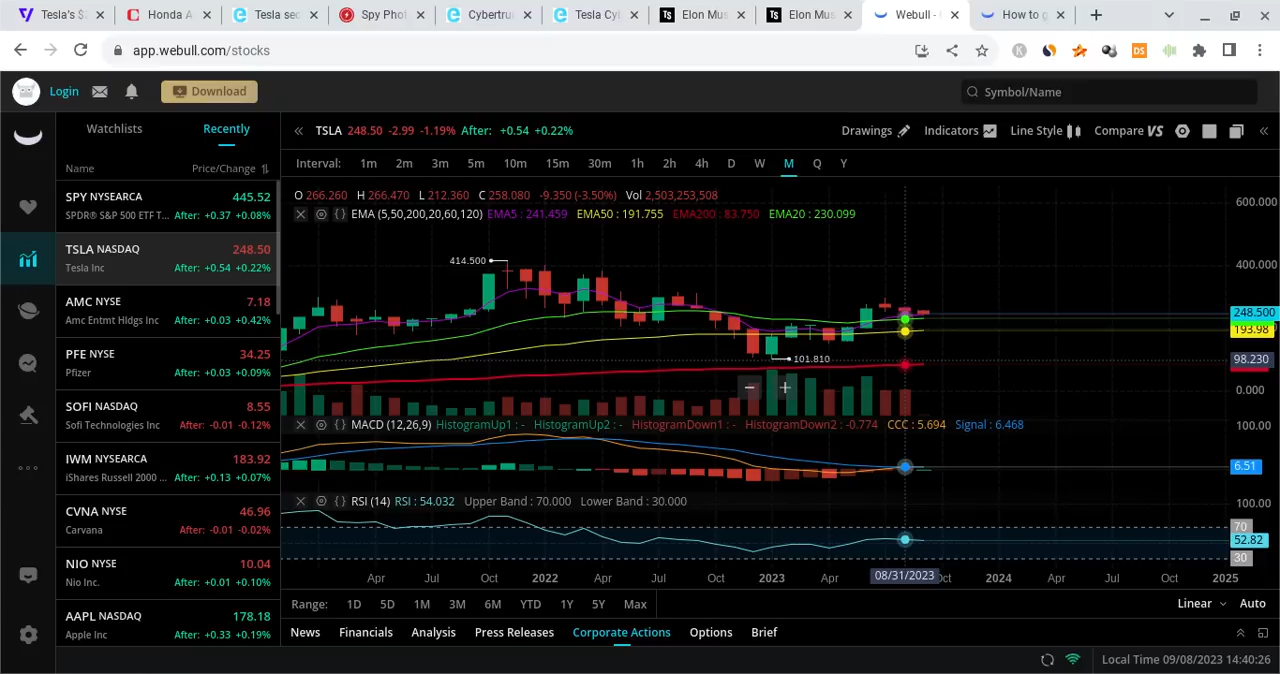 Tesla's $
Honda A
Tesla sec
Spy Pho
Cybertru
Tesla Cyl
Elon Mus
Elon Mus
Webull -
How to g
app.webull.com/stocks
Login
Download
Symbol/Name
Watchlists
Recently
Name
Price/Change
SPY NYSEARCA 445.52
SPDR® S&P 500 ETF T... After: +0.37 +0.08%
TSLA NASDAQ 248.50
Tesla Inc After: +0.54 +0.22%
AMC NYSE 7.18
Amc Entmt Hldgs Inc After: +0.03 +0.42%
PFE NYSE 34.25
Pfizer After: +0.03 +0.09%
SOFI NASDAQ 8.55
Sofi Technologies Inc After: -0.01 -0.12%
IWM NYSEARCA 183.92
iShares Russell 2000 ... After: +0.13 +0.07%
CVNA NYSE 46.96
Carvana After: -0.01 -0.02%
NIO NYSE 10.04
Nio Inc. After: +0.01 +0.10%
AAPL NASDAQ 178.18
Apple Inc After: +0.33 +0.19%
TSLA 248.50 -2.99 -1.19% After: +0.54 +0.22%
Drawings Indicators Line Style Compare VS
Interval: 1m 2m 3m 5m 10m 15m 30m 1h 2h 4h D W M Q Y
O 266.260 H 266.470 L 212.360 C 258.080 -9.350 (-3.50%) Vol 2,503,253,508
EMA (5,50,200,20,60,120) EMA5 : 241.459 EMA50 : 191.755 EMA200 : 83.750 EMA20 : 230.099
600.000
414.500
400.000
248.500
193.98
101.810
98.230
0.000
MACD (12,26,9) HistogramUp1 : - HistogramUp2 : - HistogramDown1 : - HistogramDown2 : -0.774 CCC : 5.694 Signal : 6.468
100.00
6.51
RSI (14) RSI : 54.032 Upper Band : 70.000 Lower Band : 30.000
100.00
70
52.82
30
Apr Jul Oct 2022 Apr Jul Oct 2023 Apr 08/31/2023 Oct 2024 Apr Jul Oct 2025
Range: 1D 5D 1M 3M 6M YTD 1Y 5Y Max
Linear Auto
News Financials Analysis Press Releases Corporate Actions Options Brief
Local Time 09/08/2023 14:40:26